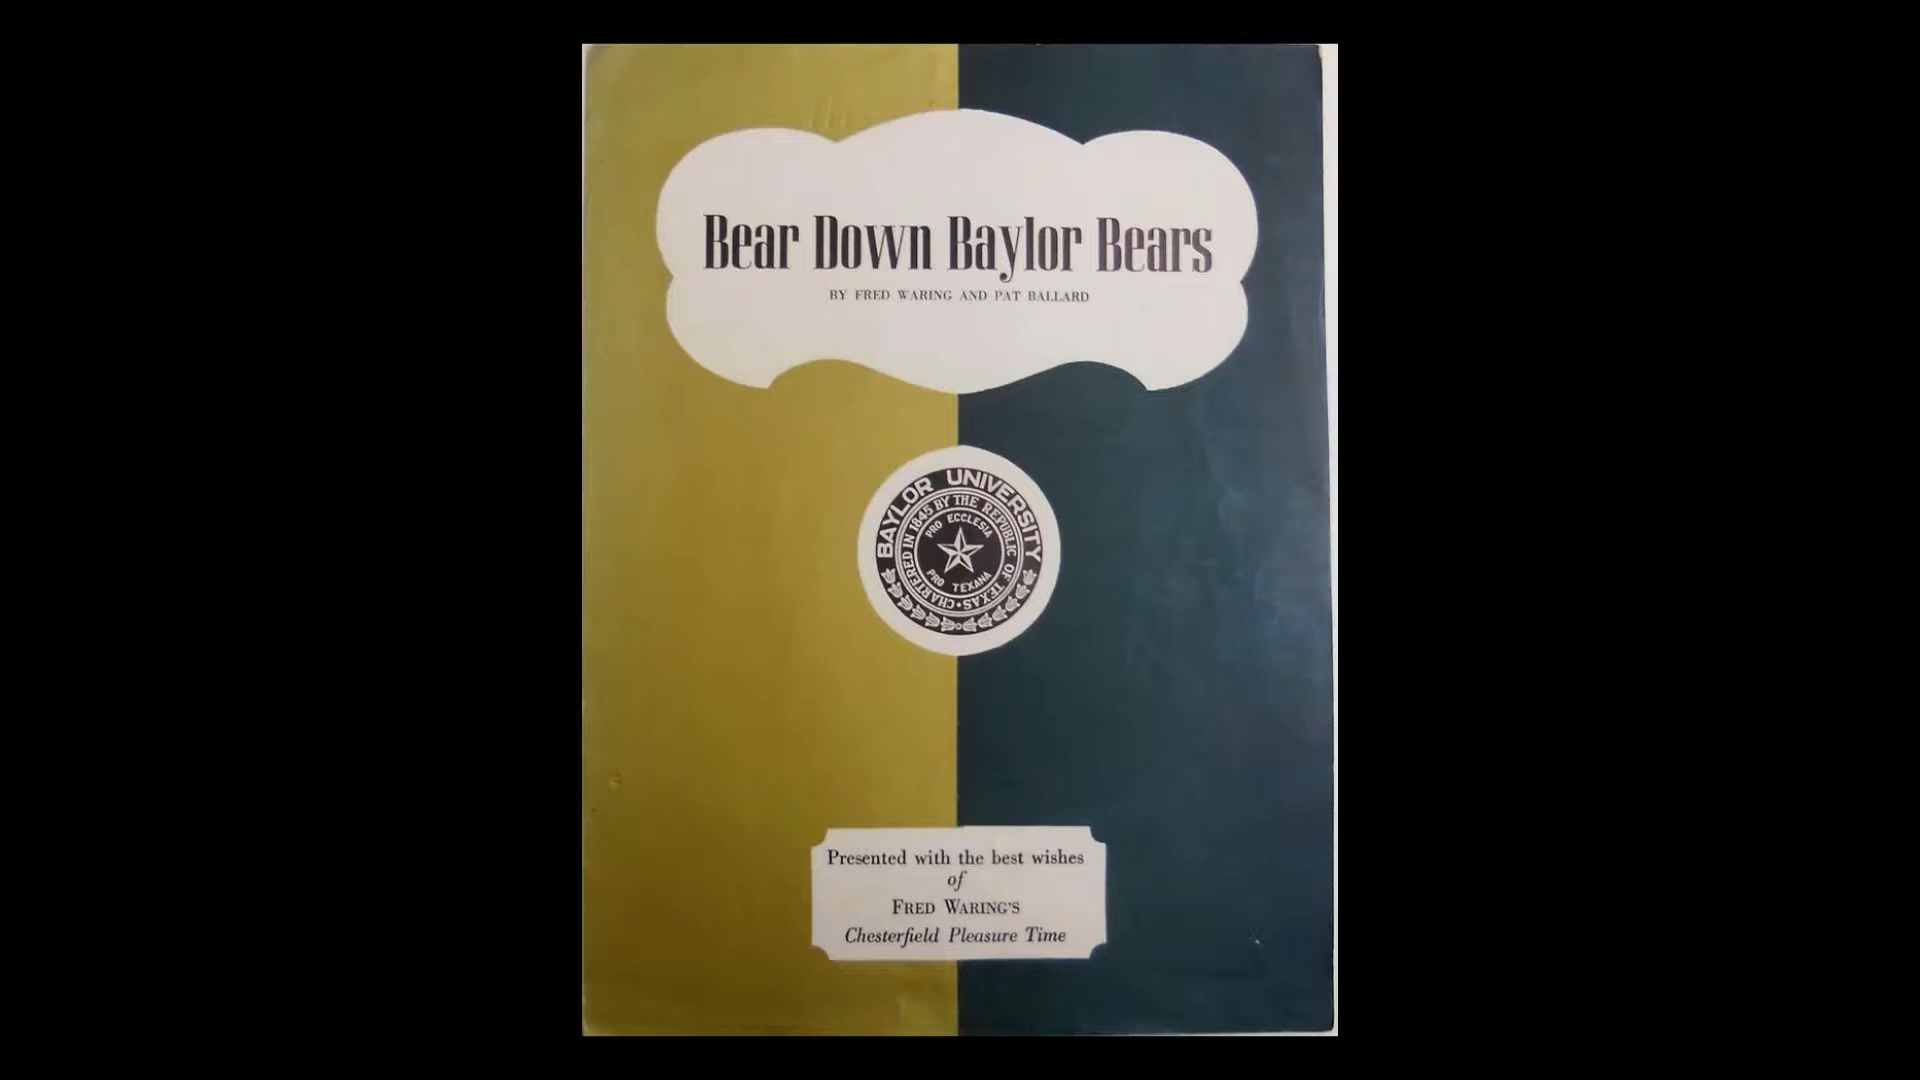 Bear Down Baylor Bears
BY FRED WARING AND PAT BALLARD
BAYLOR UNIVERSITY
CHARTERED IN 1845 BY THE REPUBLIC OF TEXAS •
PRO ECCLESIA
PRO TEXANA
Presented with the best wishes
of
FRED WARING'S
Chesterfield Pleasure Time